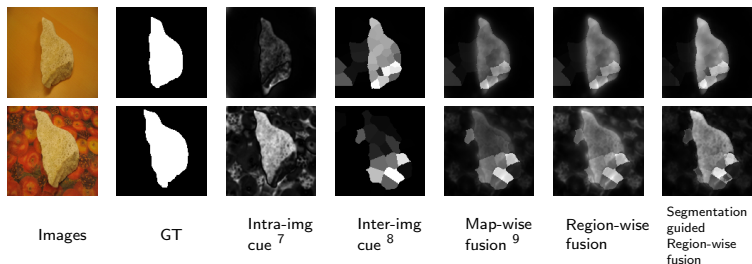 Images
GT
Intra-img
cue 7
Inter-img
cue 8
Map-wise
fusion 9
Region-wise
fusion
Segmentation
guided
Region-wise
fusion